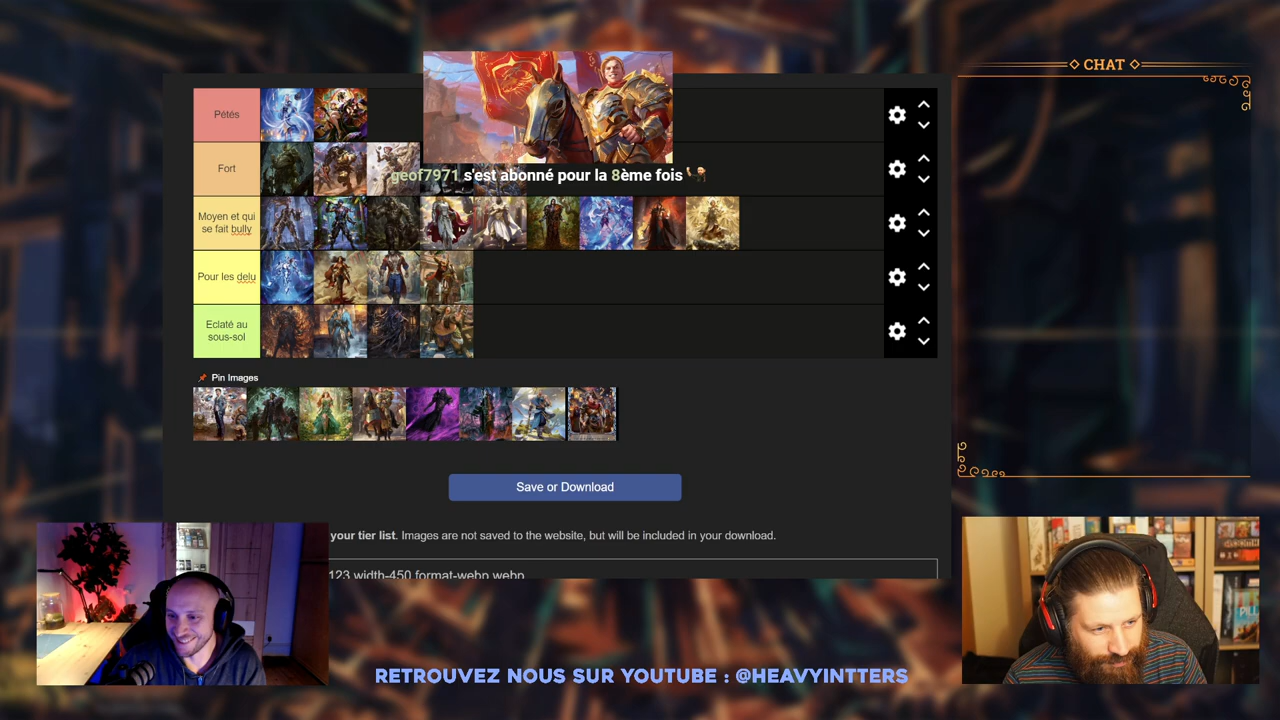 CHAT
Pétés
Fort
geof7971 s'est abonné pour la 8ème fois
Moyen et qui
se fait bully
Pour les delu
Eclaté au
sous-sol
Pin Images
Save or Download
your tier list. Images are not saved to the website, but will be included in your download.
123 width-450 format-webp webp
RETROUVEZ NOUS SUR YOUTUBE : @HEAVYINTTERS